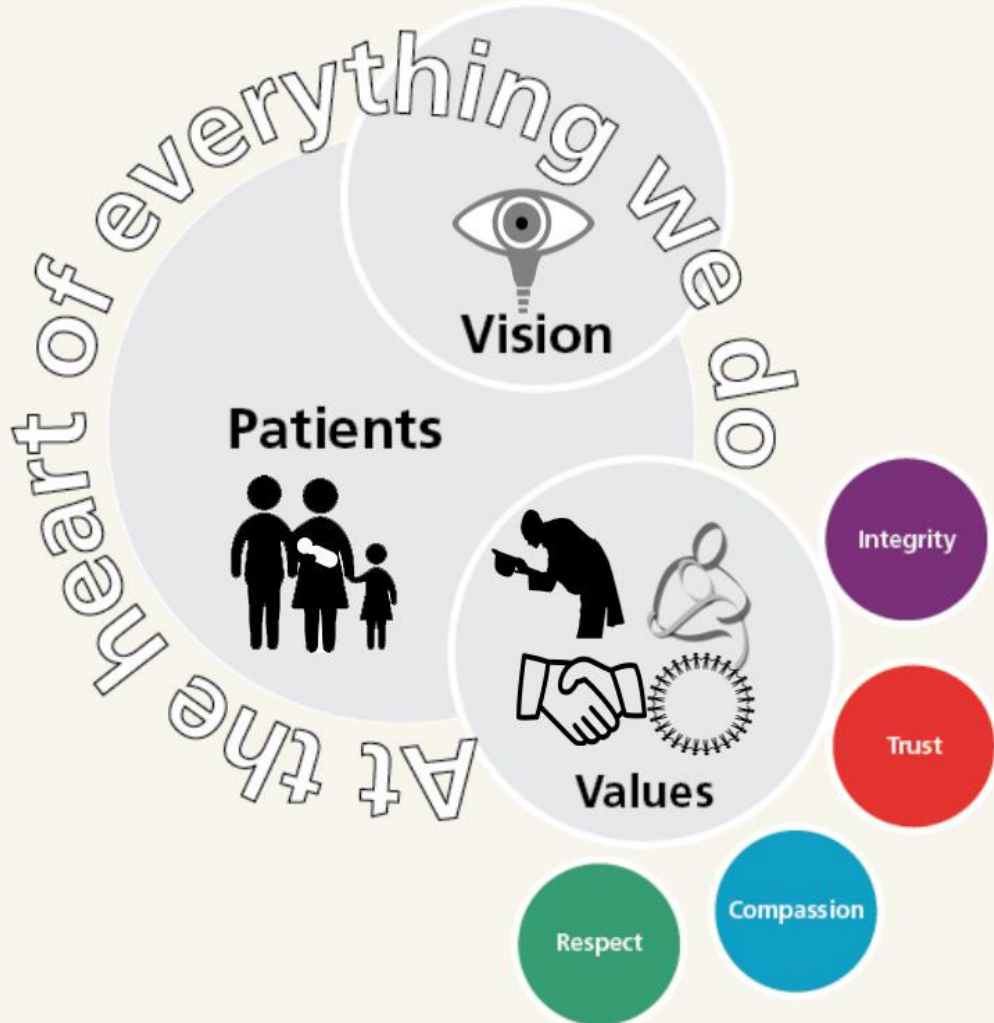 At the heart of everything we do
Vision
Patients
Values
Integrity
Trust
Compassion
Respect